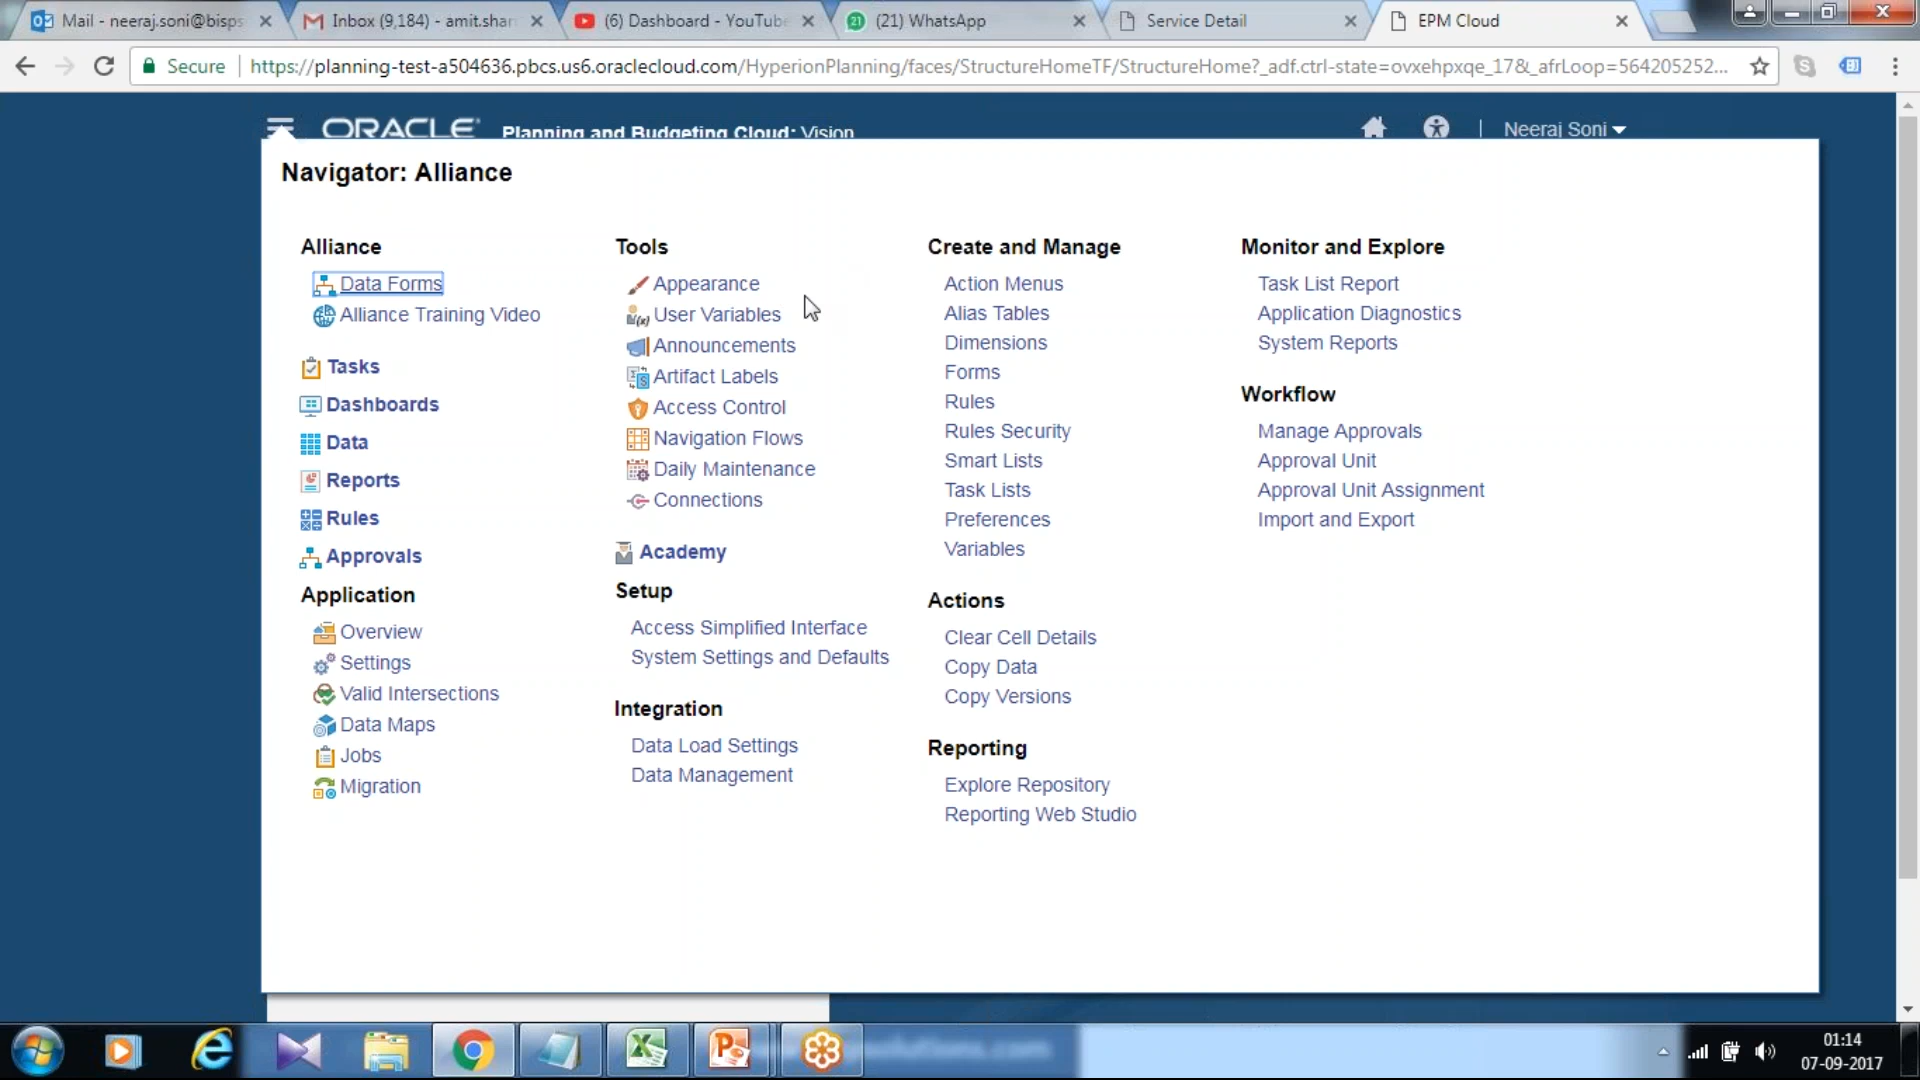 Mail - neeraj.soni@bisps
Inbox (9,184) - amit.shar
(6) Dashboard - YouTube
(21) WhatsApp
Service Detail
EPM Cloud
Secure
https://planning-test-a504636.pbcs.us6.oraclecloud.com/HyperionPlanning/faces/StructureHomeTF/StructureHome?_adf.ctrl-state=ovxehpxqe_17&_afrLoop=564205252...
ORACLE Planning and Budgeting Cloud: Vision
Neeraj Soni
Navigator: Alliance
Alliance
Data Forms
Alliance Training Video
Tasks
Dashboards
Data
Reports
Rules
Approvals
Application
Overview
Settings
Valid Intersections
Data Maps
Jobs
Migration
Tools
Appearance
User Variables
Announcements
Artifact Labels
Access Control
Navigation Flows
Daily Maintenance
Connections
Academy
Setup
Access Simplified Interface
System Settings and Defaults
Integration
Data Load Settings
Data Management
Create and Manage
Action Menus
Alias Tables
Dimensions
Forms
Rules
Rules Security
Smart Lists
Task Lists
Preferences
Variables
Actions
Clear Cell Details
Copy Data
Copy Versions
Reporting
Explore Repository
Reporting Web Studio
Monitor and Explore
Task List Report
Application Diagnostics
System Reports
Workflow
Manage Approvals
Approval Unit
Approval Unit Assignment
Import and Export
01:14
07-09-2017